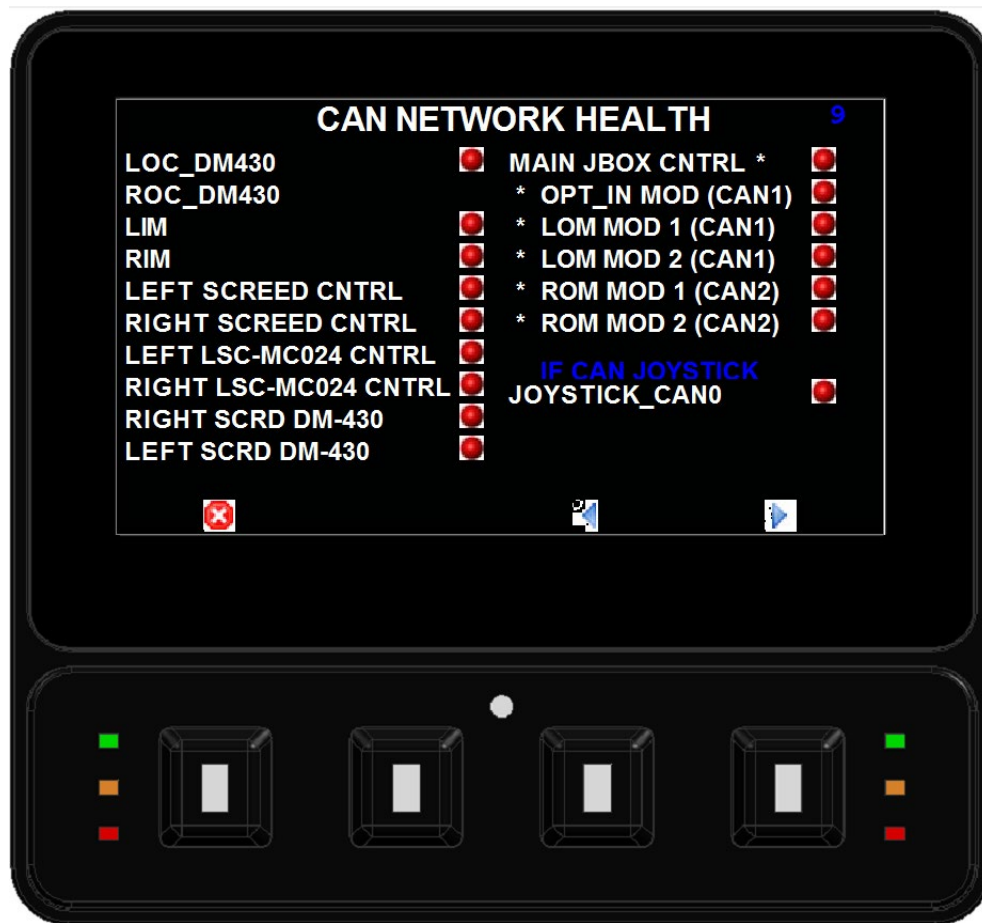 CAN NETWORK HEALTH
9
LOC_DM430
ROC_DM430
LIM
RIM
LEFT SCREED CNTRL
RIGHT SCREED CNTRL
LEFT LSC-MC024 CNTRL
RIGHT LSC-MC024 CNTRL
RIGHT SCRD DM-430
LEFT SCRD DM-430
MAIN JBOX CNTRL *
* OPT_IN MOD (CAN1)
* LOM MOD 1 (CAN1)
* LOM MOD 2 (CAN1)
* ROM MOD 1 (CAN2)
* ROM MOD 2 (CAN2)
IF CAN JOYSTICK
JOYSTICK_CAN0